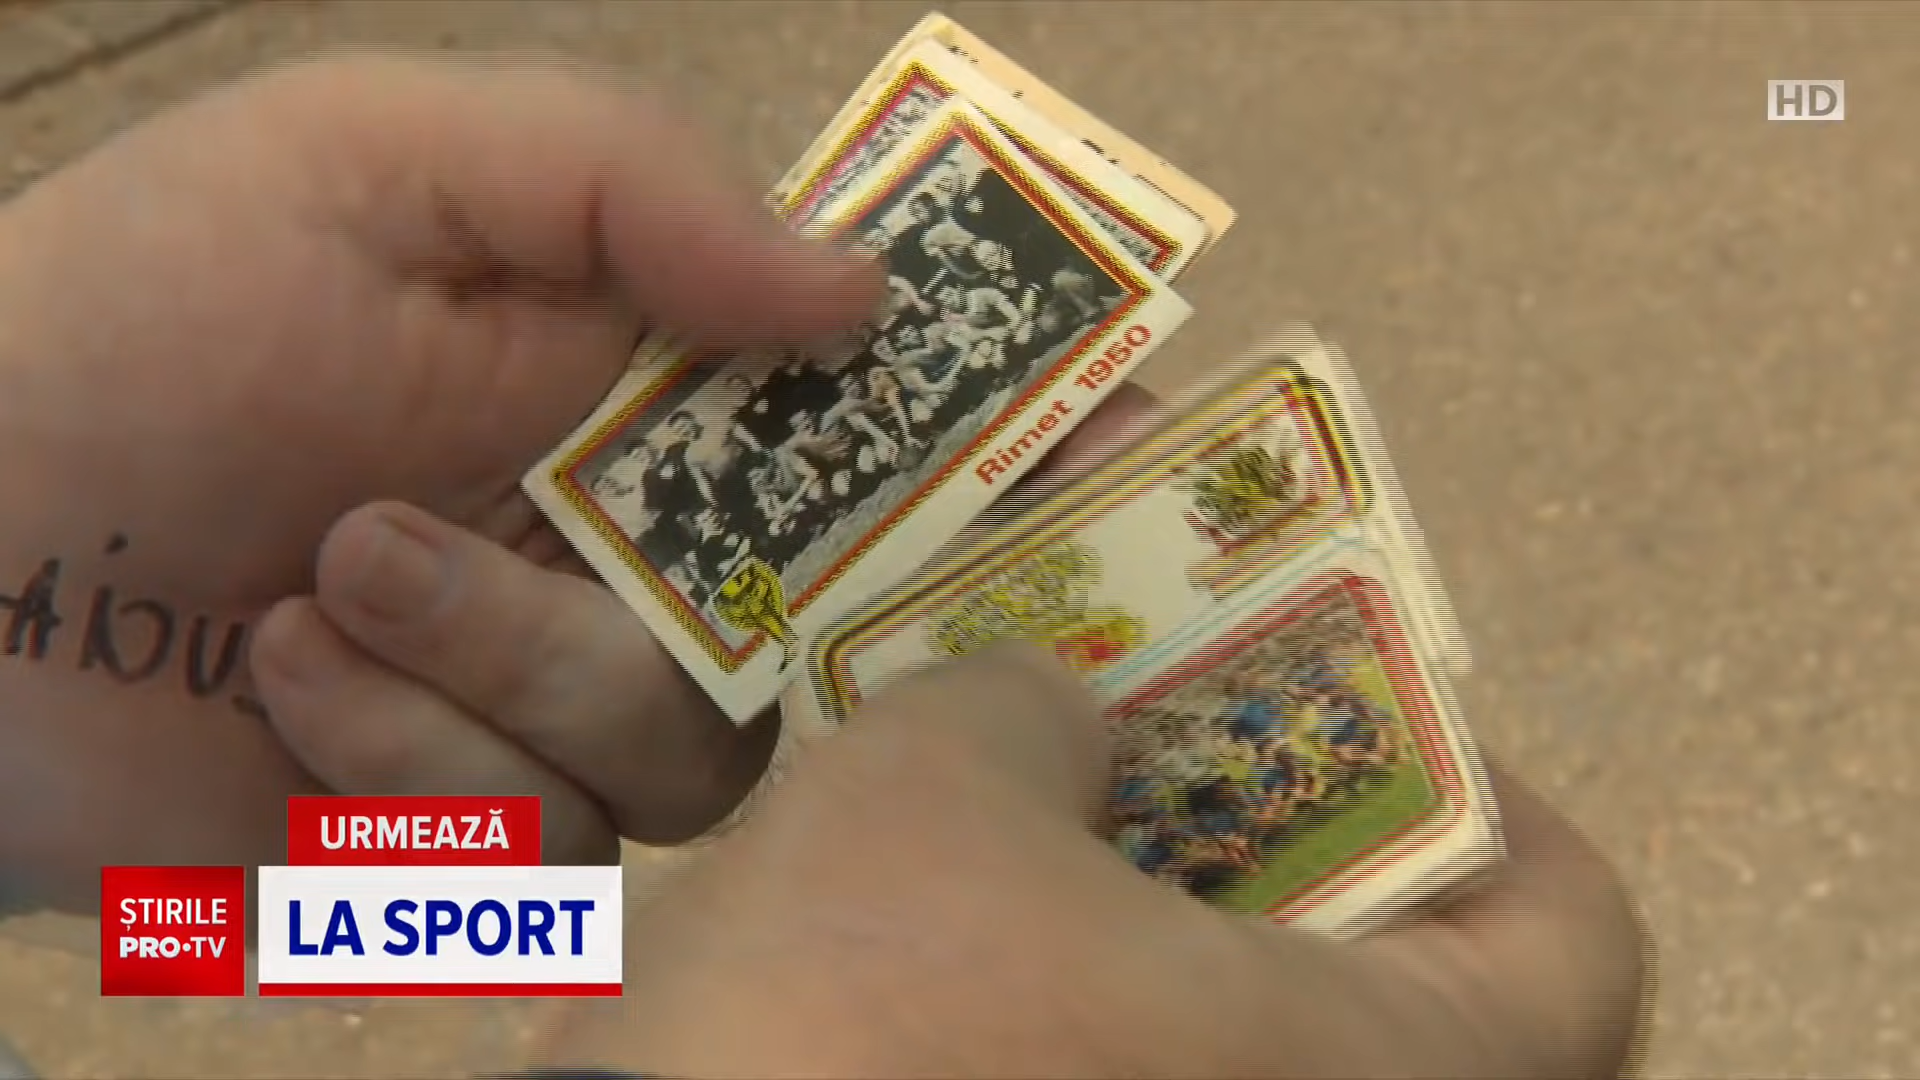 HD
Rimet 1950
URMEAZĂ
ȘTIRILE
PRO•TV
LA SPORT